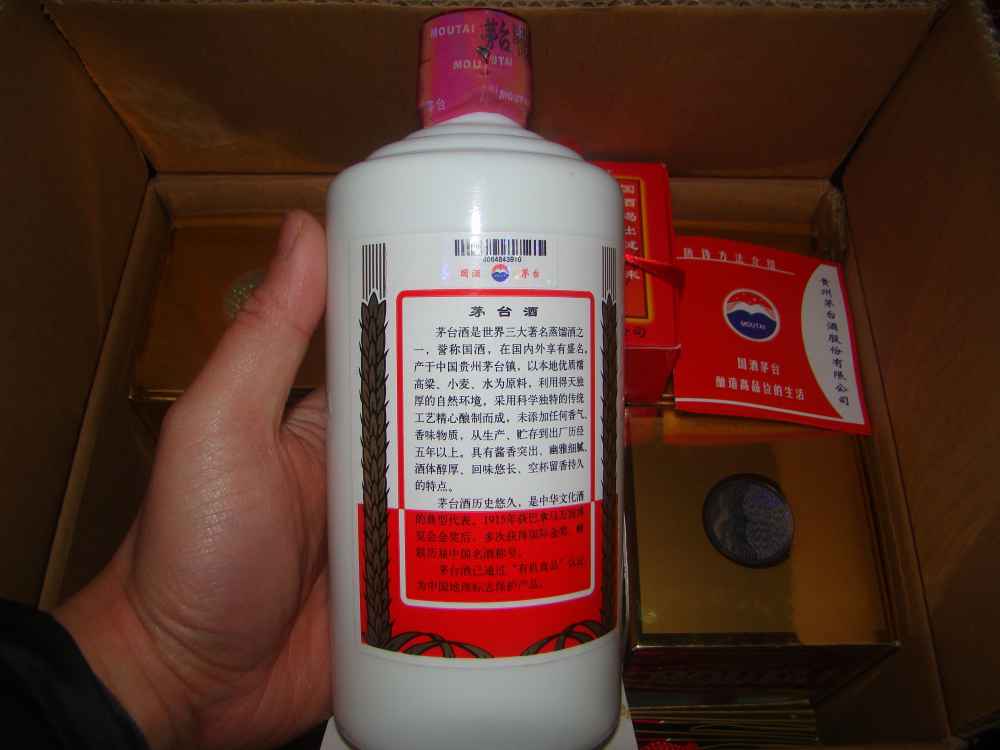 MOUTAI 茅台
MOUTAI
MOUTAI
茅台
国酒 茅台
茅台酒
茅台酒是世界三大著名蒸馏酒之
一，誉称国酒，在国内外享有盛名。
产于中国贵州茅台镇，以本地优质糯
高粱、小麦、水为原料，利用得天独
厚的自然环境，采用科学独特的传统
工艺精心酿制而成，未添加任何香气、
香味物质，从生产、贮存到出厂历经
五年以上。具有酱香突出、幽雅细腻、
酒体醇厚、回味悠长、空杯留香持久
的特点。
茅台酒历史悠久，是中华文化酒
的典型代表，1915年获巴拿马万国博
览会金奖后，多次获得国际金奖，蝉
联历届中国名酒称号。
茅台酒已通过“有机食品”认证
为中国地理标志保护产品。
防伪方法介绍
MOUTAI
国酒茅台
酿造高品位的生活
贵州茅台酒股份有限公司
公司